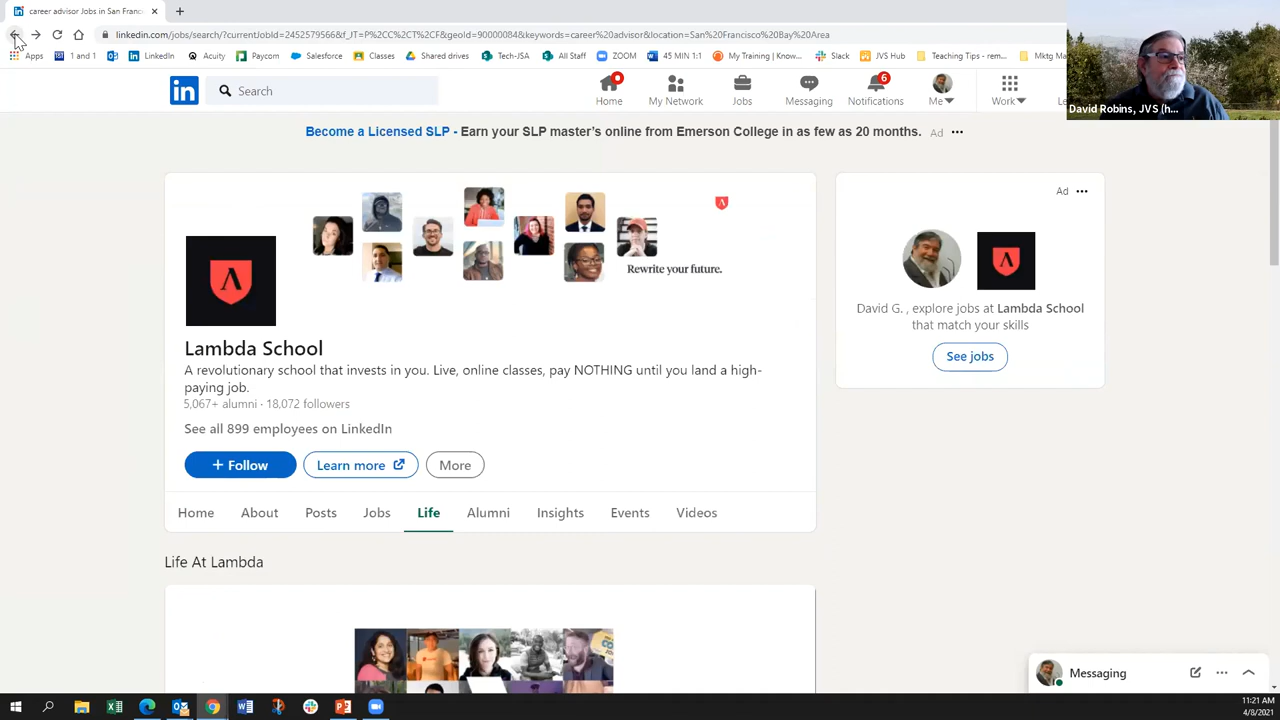 career advisor Jobs in San Franc
linkedin.com/jobs/search/?currentJobId=2452579566&f_JT=P%2CC%2CT%2CF&geoId=90000084&keywords=career%20advisor&location=San%20Francisco%20Bay%20Area
Apps 1 and 1 LinkedIn Acuity Paycom Salesforce Classes Shared drives Tech-JSA All Staff ZOOM 45 MIN 1:1 My Training | Know... Slack JVS Hub Teaching Tips - rem... Mktg
Search
Home My Network Jobs Messaging 6 Notifications Me Work
David Robins, JVS (h...
Become a Licensed SLP - Earn your SLP master's online from Emerson College in as few as 20 months. Ad ...
Rewrite your future.
Lambda School
A revolutionary school that invests in you. Live, online classes, pay NOTHING until you land a high-
paying job.
5,067+ alumni · 18,072 followers
See all 899 employees on LinkedIn
+ Follow Learn more More
Home About Posts Jobs Life Alumni Insights Events Videos
Life At Lambda
Ad ...
David G. , explore jobs at Lambda School
that match your skills
See jobs
Messaging
11:21 AM
4/8/2021